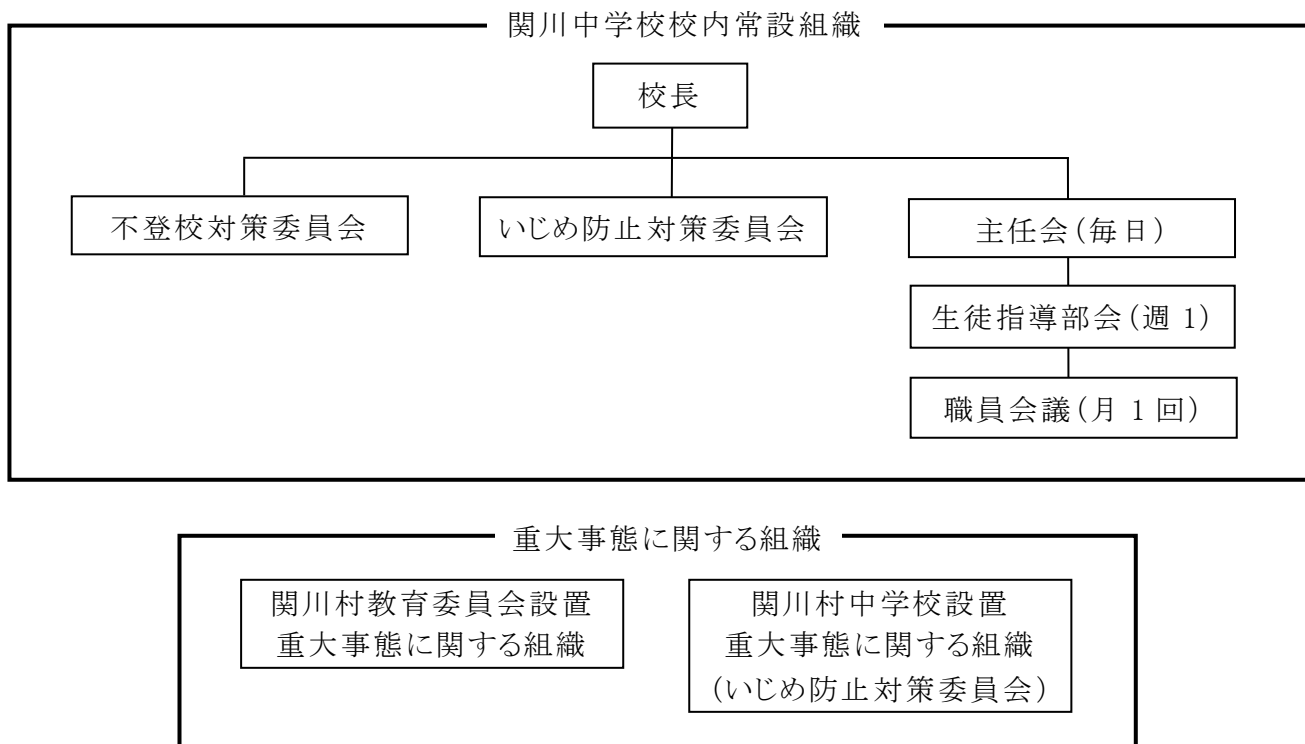 関川中学校校内常設組織
校長
不登校対策委員会
いじめ防止対策委員会
主任会(毎日)
生徒指導部会(週 1)
職員会議(月 1 回)
重大事態に関する組織
関川村教育委員会設置
重大事態に関する組織
関川村中学校設置
重大事態に関する組織
(いじめ防止対策委員会)